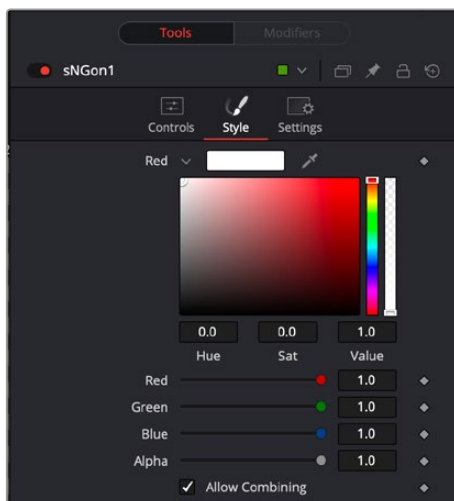 Tools Modifiers
sNGon1
Controls Style Settings
Red
0.0 0.0 1.0
Hue Sat Value
Red 1.0
Green 1.0
Blue 1.0
Alpha 1.0
Allow Combining